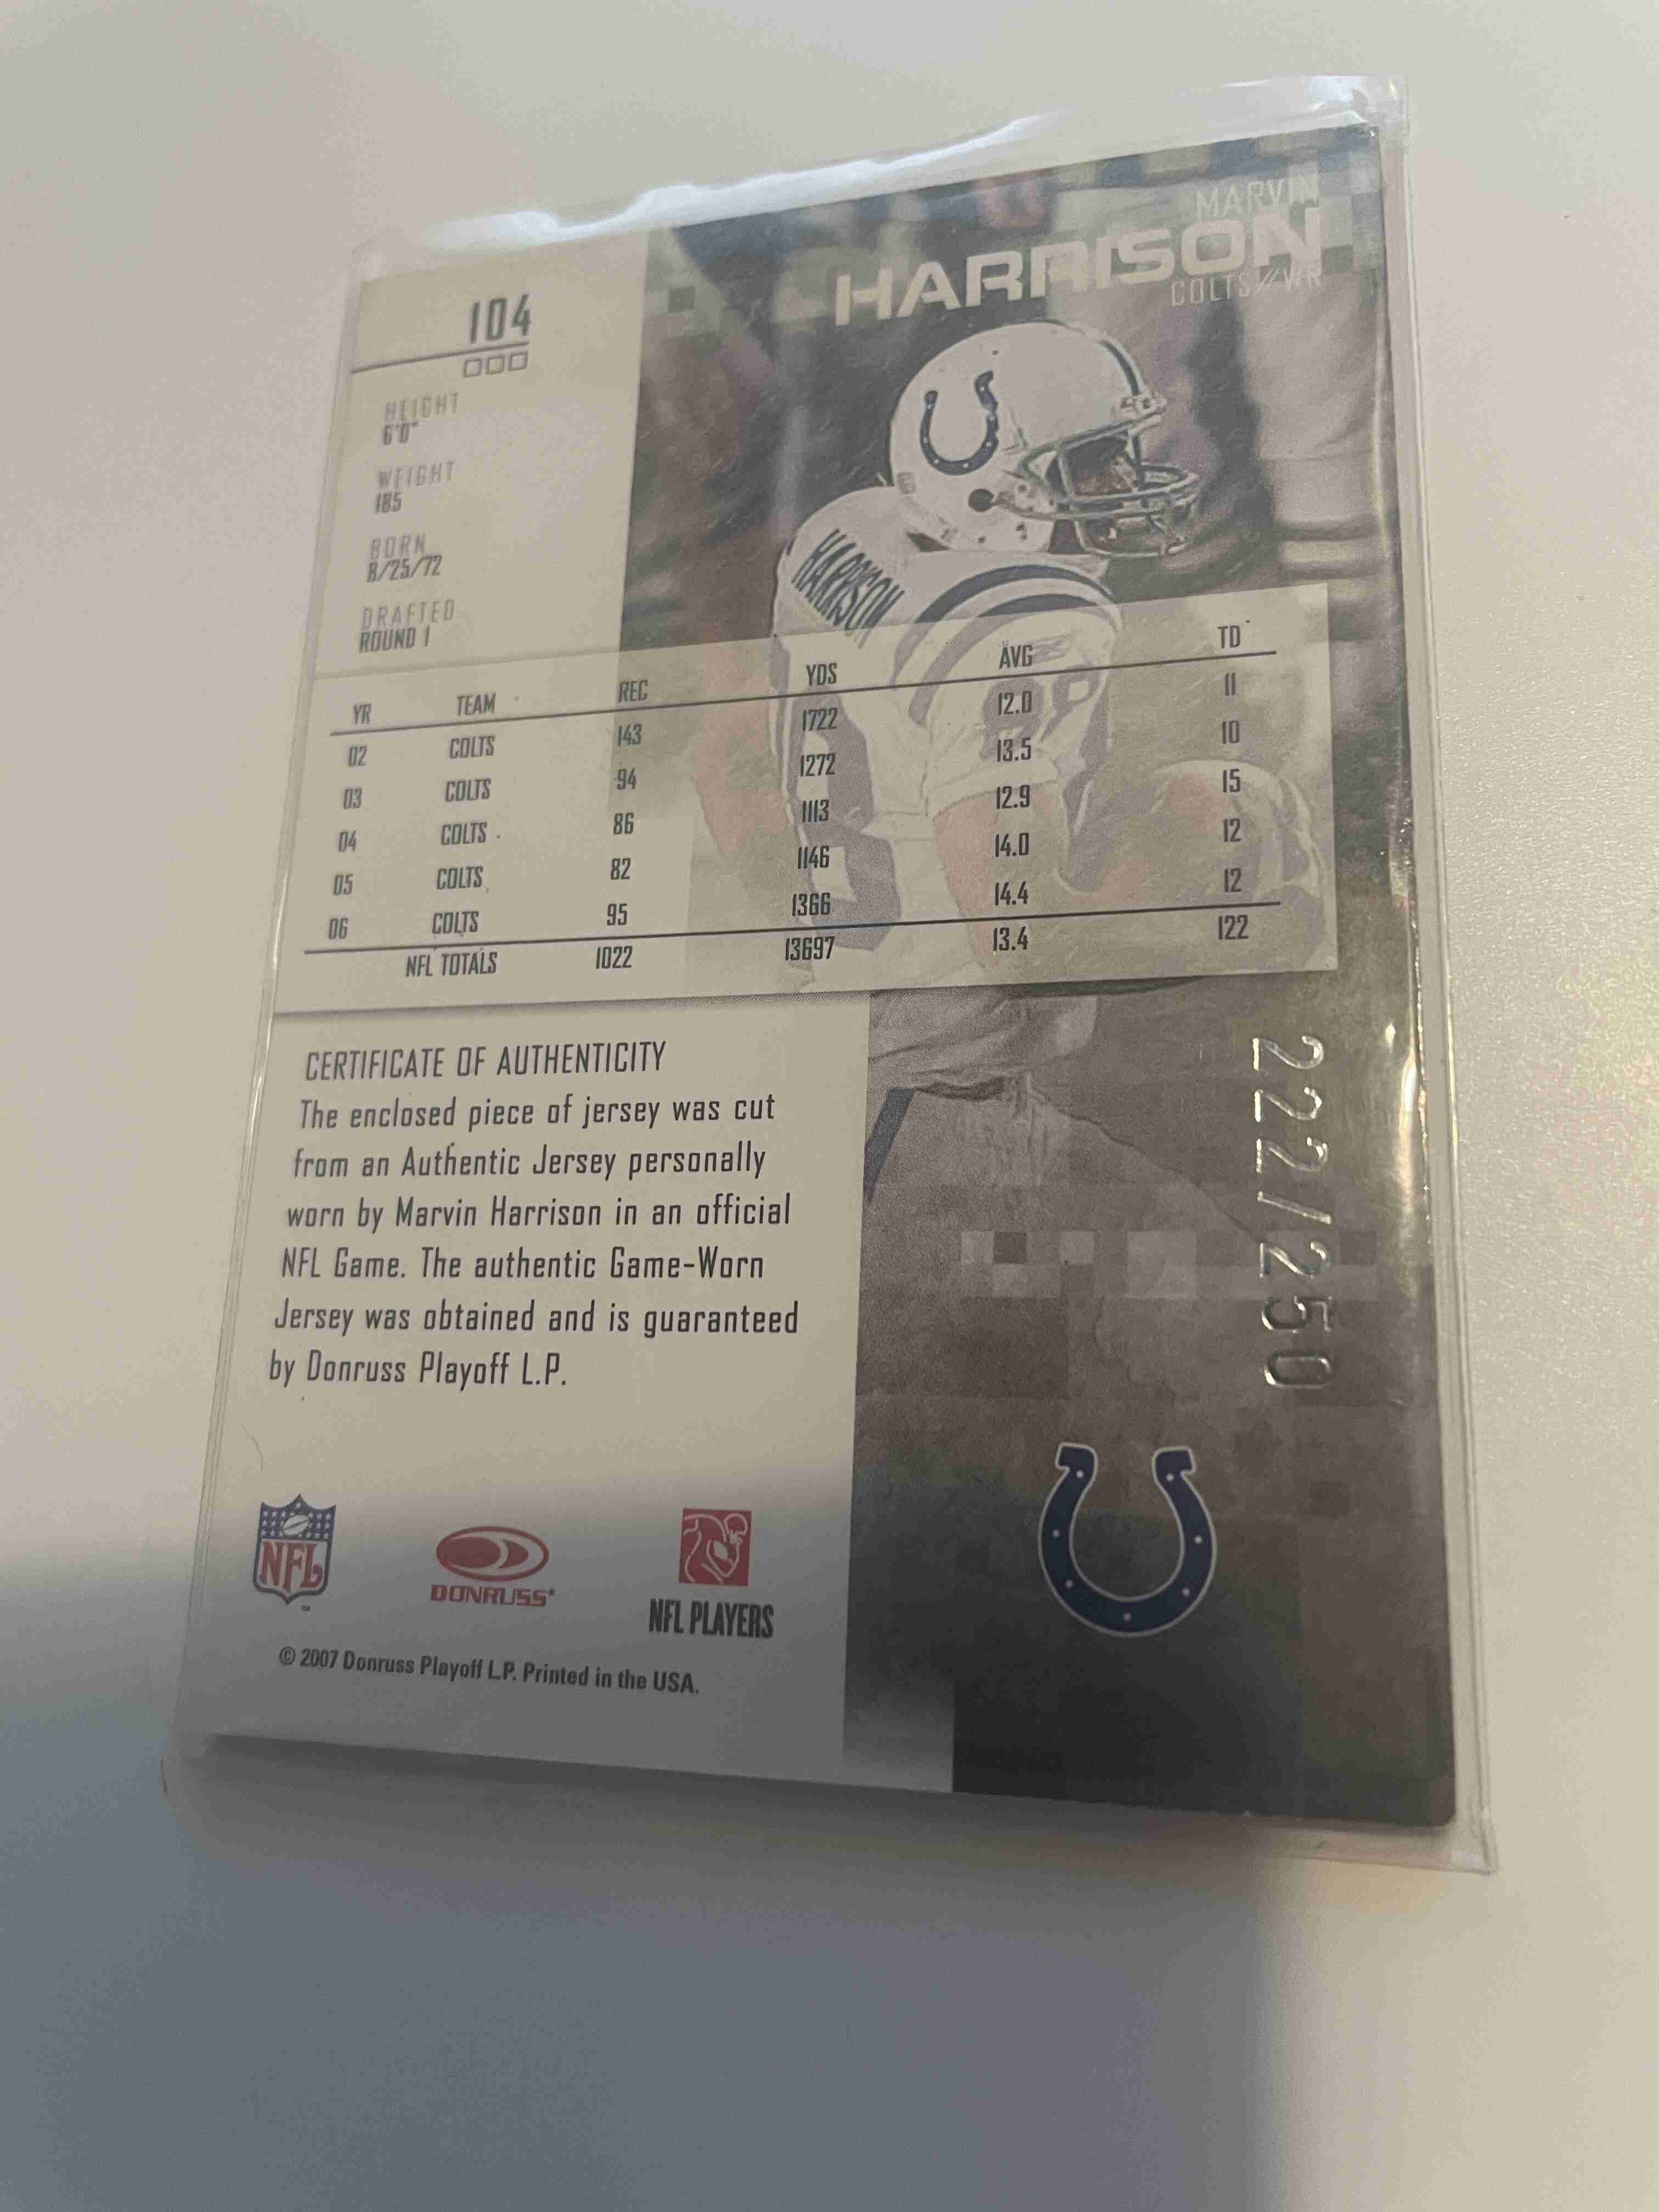 104
MARVIN
HARRISON
COLTS//WR
HEIGHT
6'0"
WEIGHT
185
BORN
8/25/72
DRAFTED
ROUND 1
HARRISON
YR TEAM REC YDS AVG TD
02 COLTS 143 1722 12.0 11
03 COLTS 94 1272 13.5 10
04 COLTS 86 1113 12.9 15
05 COLTS 82 1146 14.0 12
06 COLTS 95 1366 14.4 12
NFL TOTALS 1022 13697 13.4 122
CERTIFICATE OF AUTHENTICITY
The enclosed piece of jersey was cut
from an Authentic Jersey personally
worn by Marvin Harrison in an official
NFL Game. The authentic Game-Worn
Jersey was obtained and is guaranteed
by Donruss Playoff L.P.
222/250
NFL
DONRUSS®
NFL PLAYERS
© 2007 Donruss Playoff L.P. Printed in the USA.